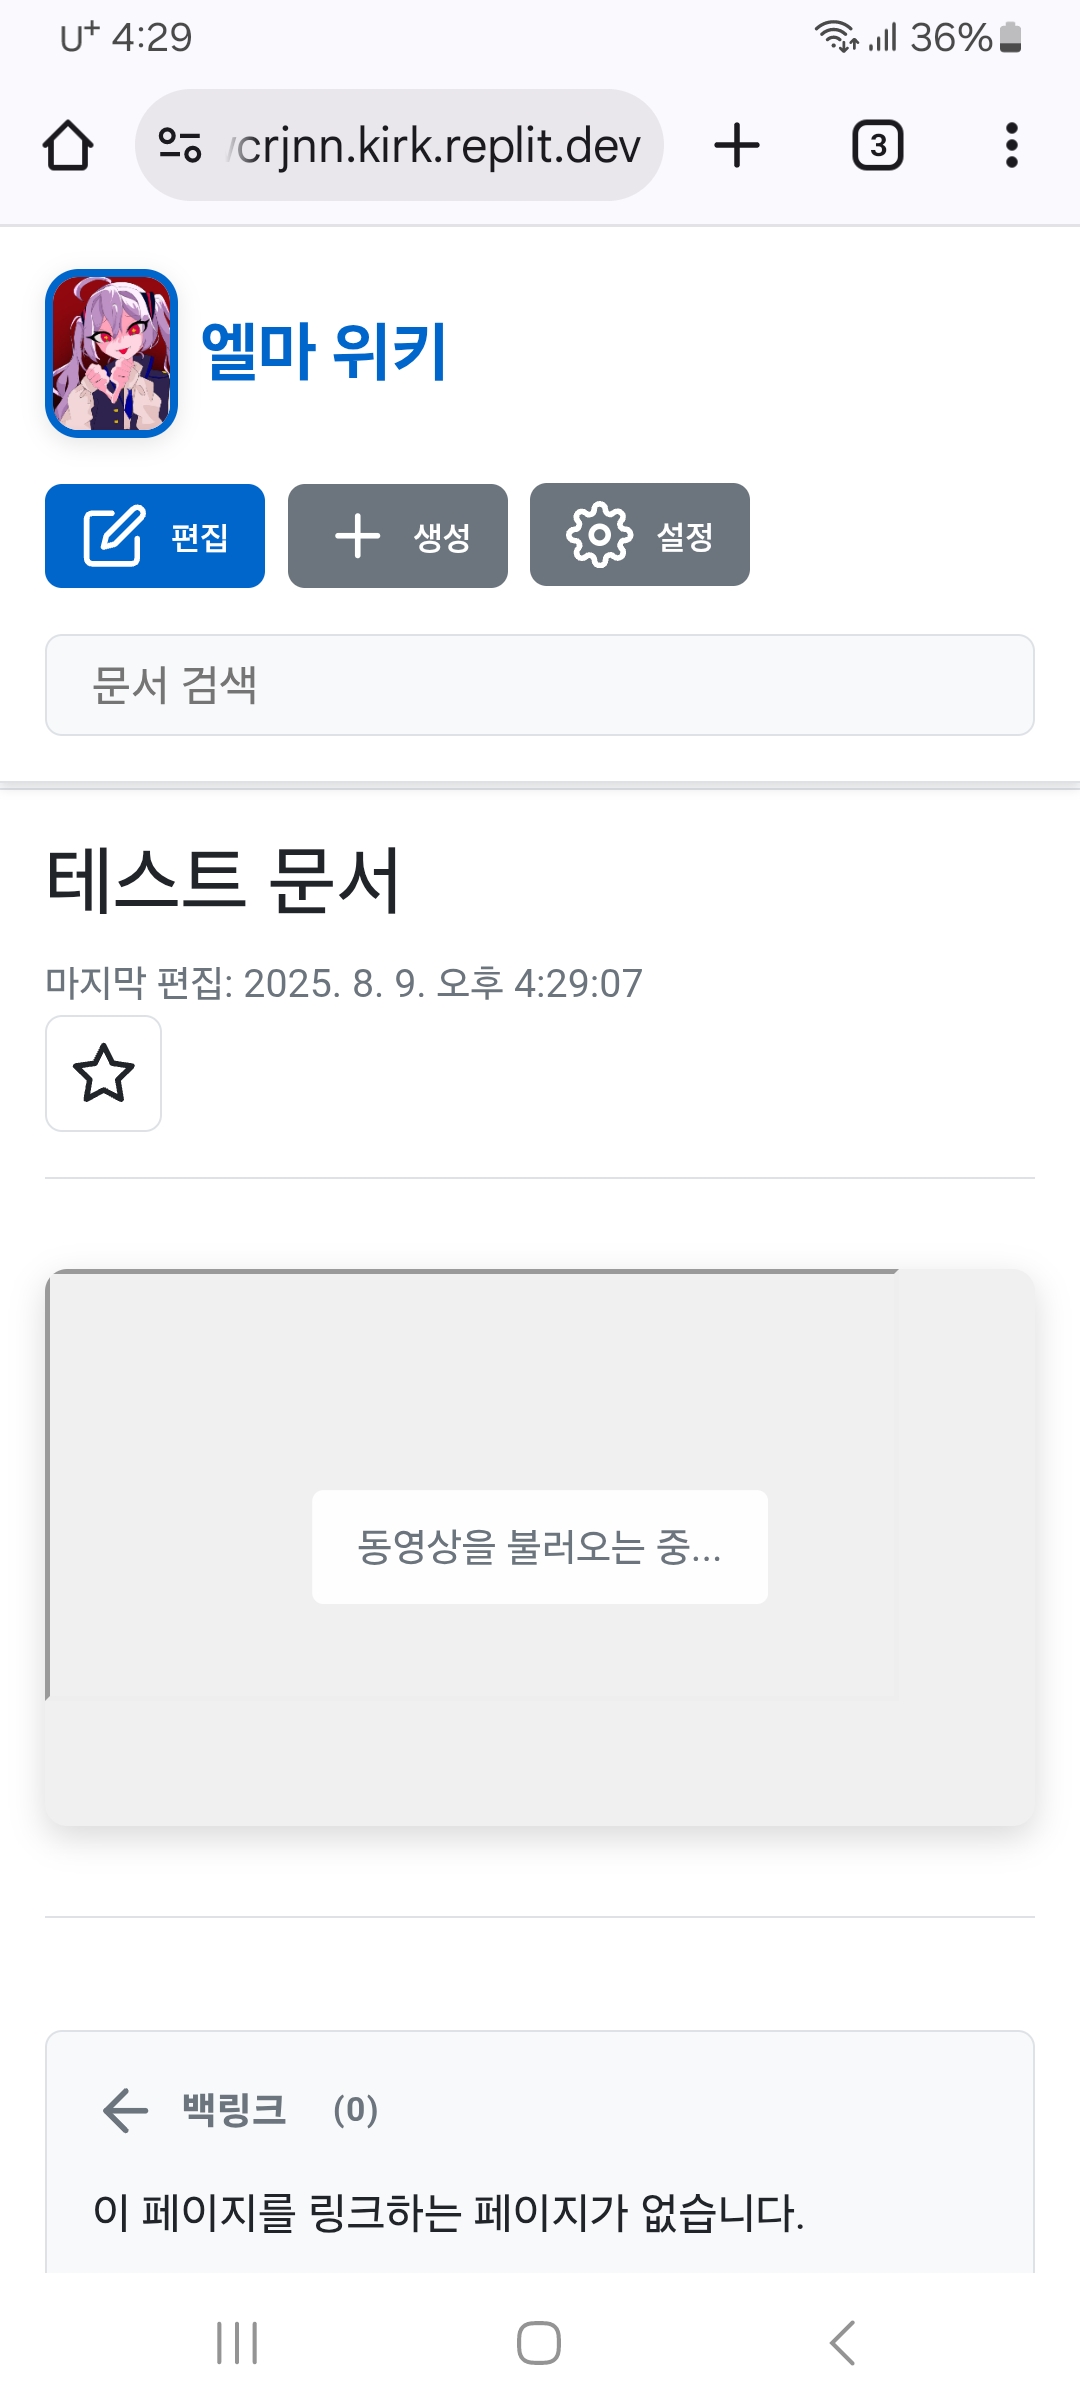 U+ 4:29
36%
crjnn.kirk.replit.dev
3
엘마 위키
편집
생성
설정
문서 검색
테스트 문서
마지막 편집: 2025. 8. 9. 오후 4:29:07
동영상을 불러오는 중...
백링크 (0)
이 페이지를 링크하는 페이지가 없습니다.